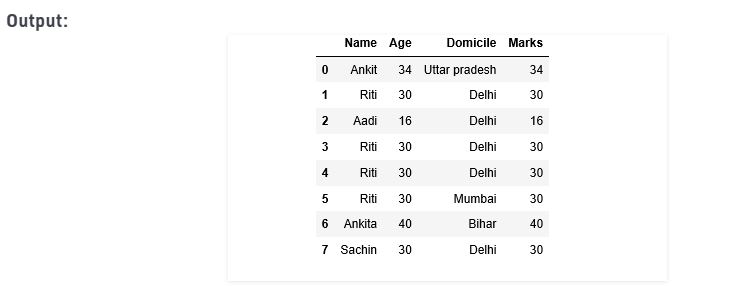 Output:
Name Age Domicile Marks
0 Ankit 34 Uttar pradesh 34
1 Riti 30 Delhi 30
2 Aadi 16 Delhi 16
3 Riti 30 Delhi 30
4 Riti 30 Delhi 30
5 Riti 30 Mumbai 30
6 Ankita 40 Bihar 40
7 Sachin 30 Delhi 30